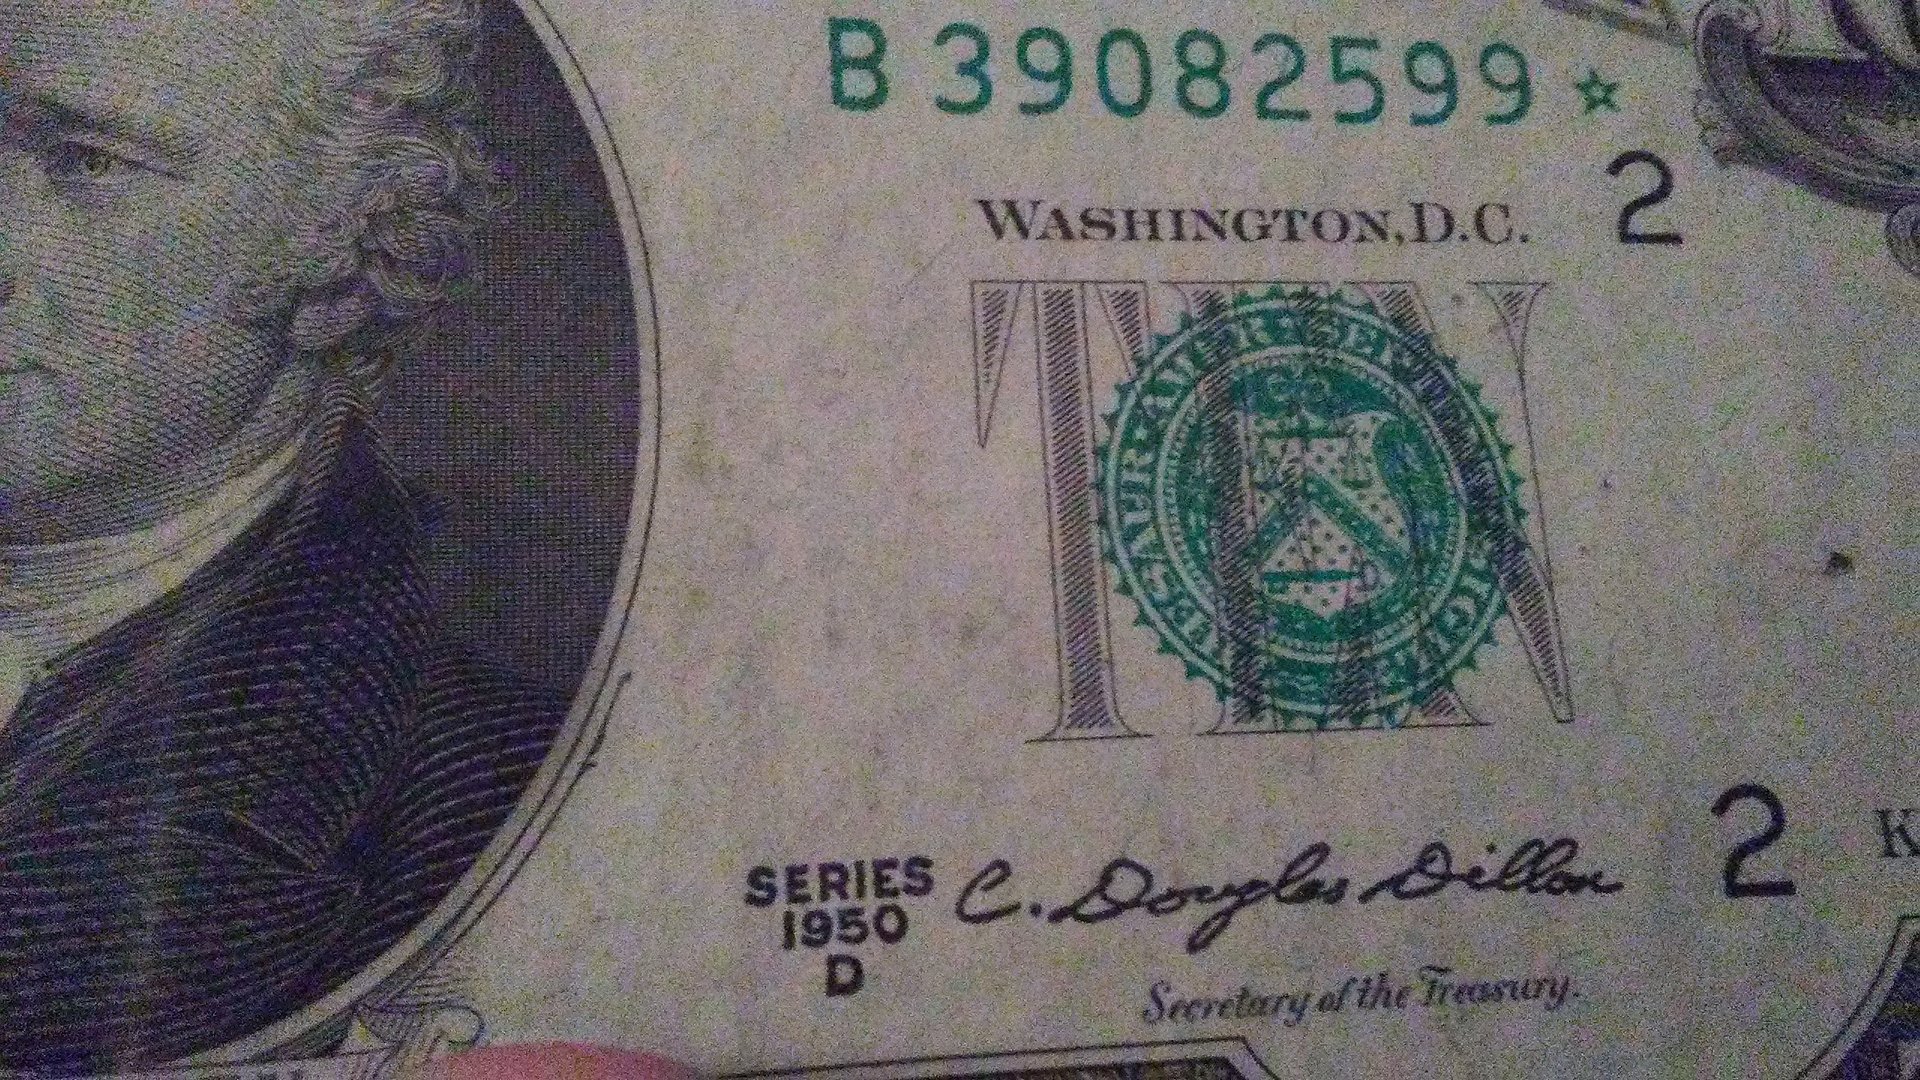 B 39082599 ☆
WASHINGTON, D.C. 2
TEN
SERIES
1950
D
C. Douglas Dillon 2
K
Secretary of the Treasury.